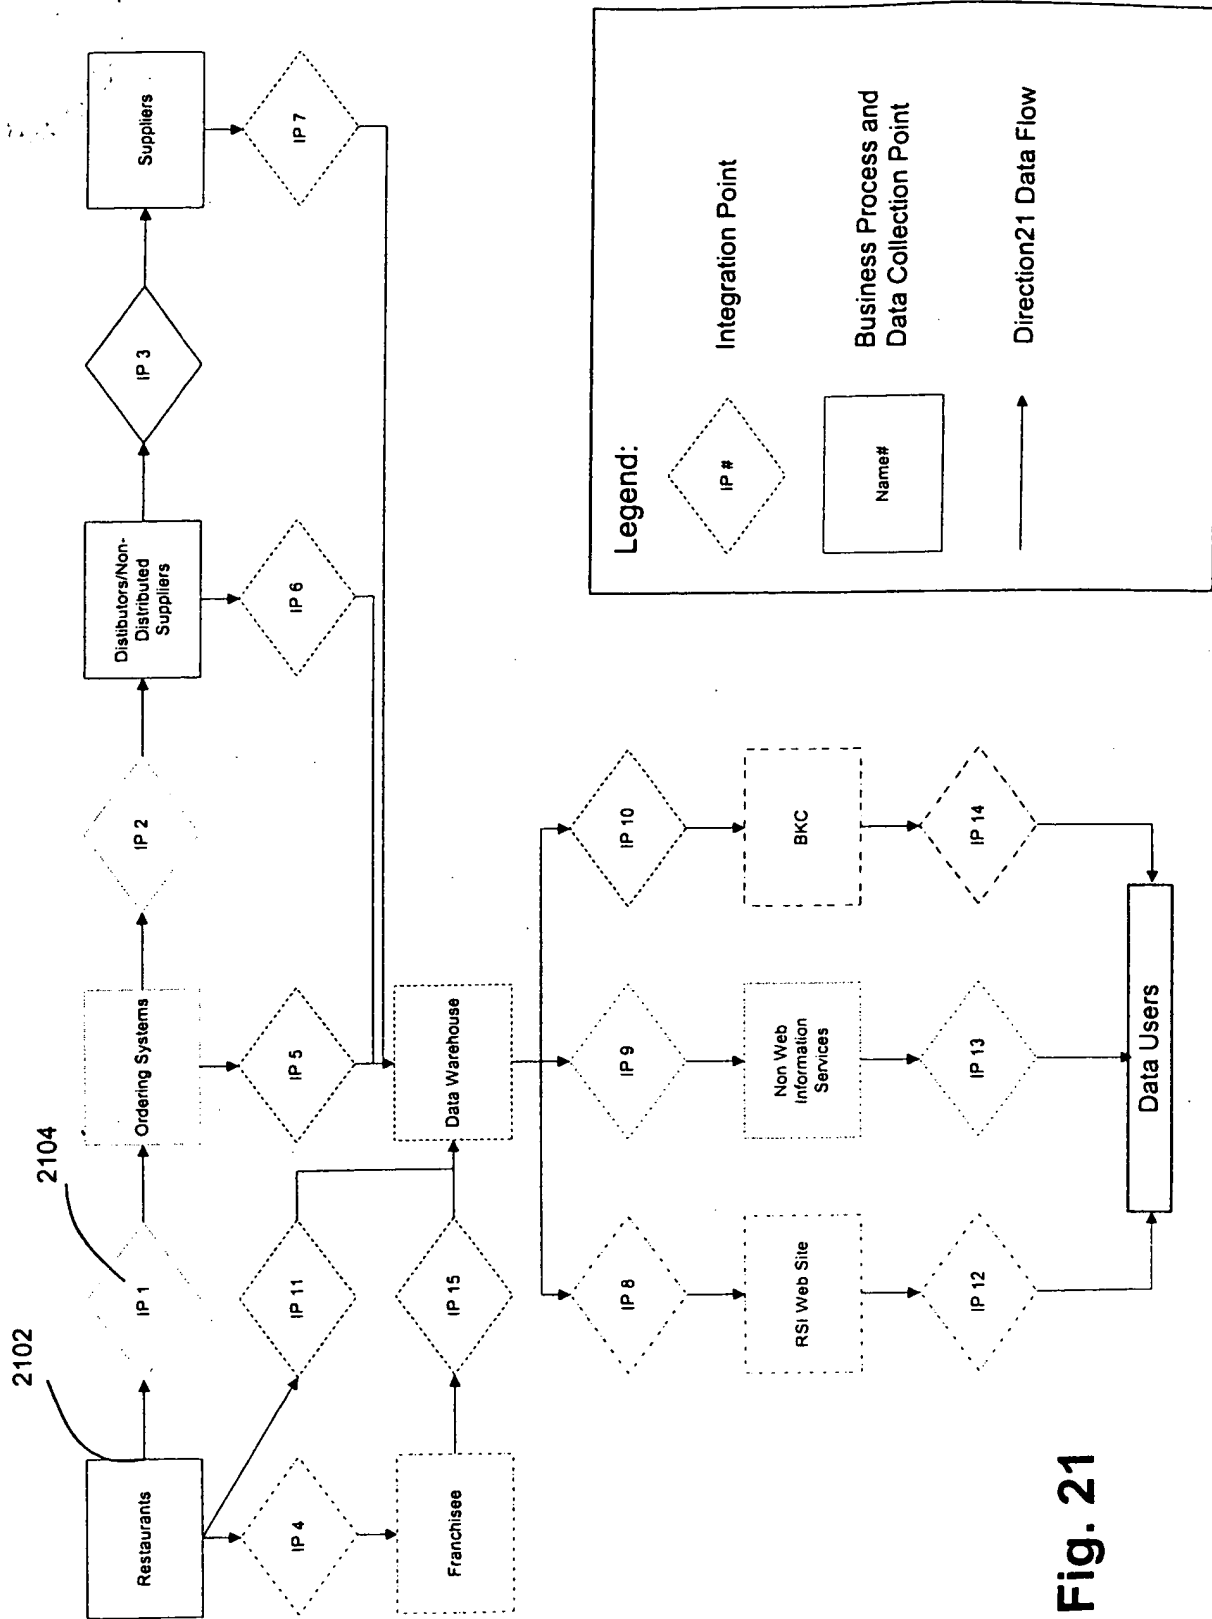 2102
2104
Restaurants
IP 1
Ordering Systems
IP 2
Distibutors/Non-
Distributed
Suppliers
IP 3
Suppliers
IP 4
IP 11
IP 5
IP 6
IP 7
Franchisee
IP 15
Data Warehouse
IP 8
IP 9
IP 10
RSI Web Site
Non Web
Information
Services
BKC
IP 12
IP 13
IP 14
Data Users
Legend:
IP #
Integration Point
Name#
Business Process and
Data Collection Point
Direction21 Data Flow
Fig. 21